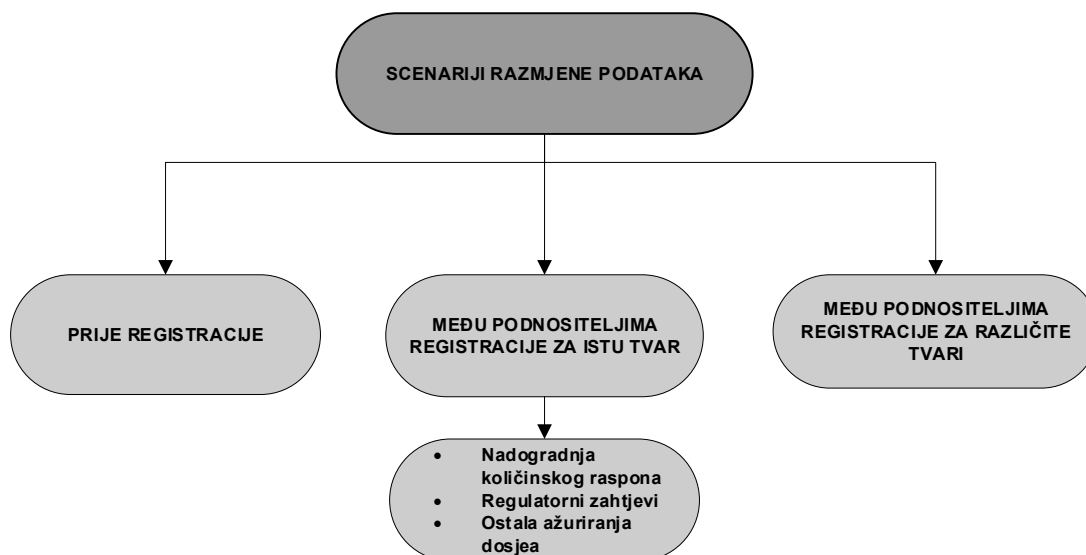 SCENARIJI RAZMJENE PODATAKA
PRIJE REGISTRACIJE
MEĐU PODNOSITELJIMA
REGISTRACIJE ZA ISTU TVAR
MEĐU PODNOSITELJIMA
REGISTRACIJE ZA RAZLIČITE
TVARI
• Nadogradnja
količinskog raspona
• Regulatorni zahtjevi
• Ostala ažuriranja
dosjea